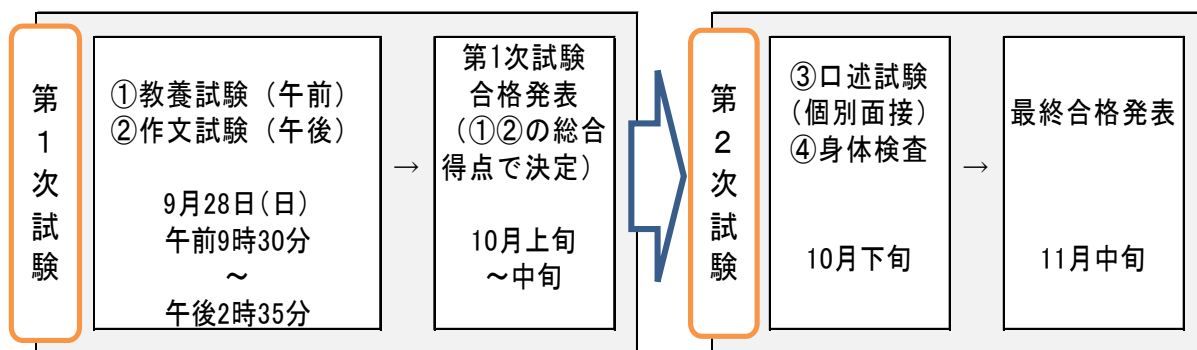 第1次試験
①教養試験（午前）
②作文試験（午後）
9月28日(日)
午前9時30分
～
午後2時35分
→
第1次試験
合格発表
（①②の総合
得点で決定）
10月上旬
～中旬
第2次試験
③口述試験
(個別面接)
④身体検査
10月下旬
→
最終合格発表
11月中旬